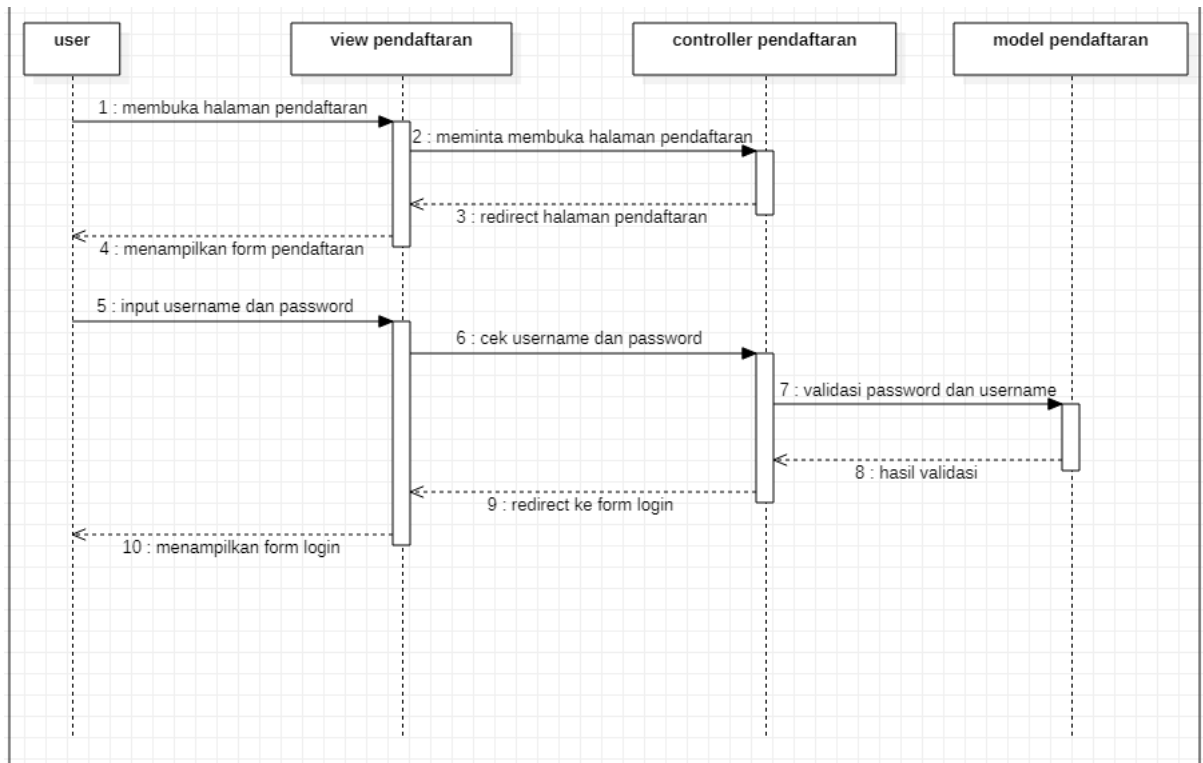 user
view pendaftaran
controller pendaftaran
model pendaftaran
1 : membuka halaman pendaftaran
2 : meminta membuka halaman pendaftaran
3 : redirect halaman pendaftaran
4 : menampilkan form pendaftaran
5 : input username dan password
6 : cek username dan password
7 : validasi password dan username
8 : hasil validasi
9 : redirect ke form login
10 : menampilkan form login